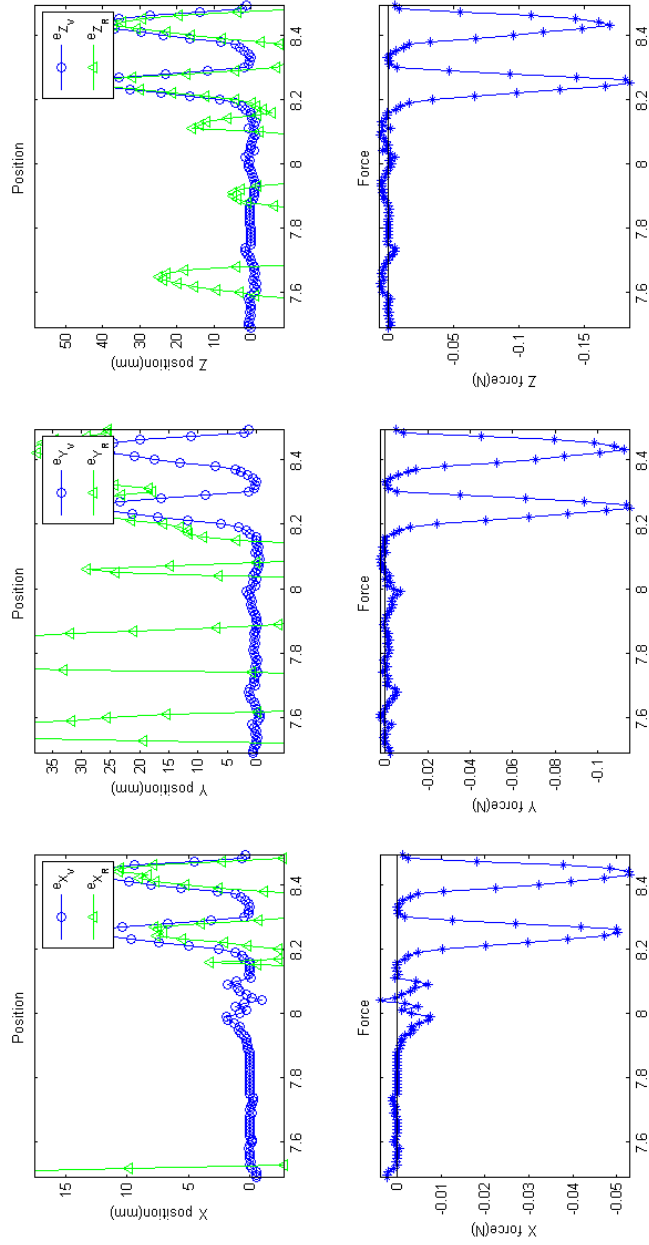 Position
X position(mm)
15
10
5
0
7.6 7.8 8 8.2 8.4
e_{X_V}
e_{X_R}
Position
Y position(mm)
35
30
25
20
15
10
5
0
7.6 7.8 8 8.2 8.4
e_{Y_V}
e_{Y_R}
Position
Z position(mm)
50
40
30
20
10
0
7.6 7.8 8 8.2 8.4
e_{Z_V}
e_{Z_R}
Force
X force(N)
0
-0.01
-0.02
-0.03
-0.04
-0.05
7.6 7.8 8 8.2 8.4
Force
Y force(N)
0
-0.02
-0.04
-0.06
-0.08
-0.1
7.6 7.8 8 8.2 8.4
Force
Z force(N)
0
-0.05
-0.1
-0.15
7.6 7.8 8 8.2 8.4